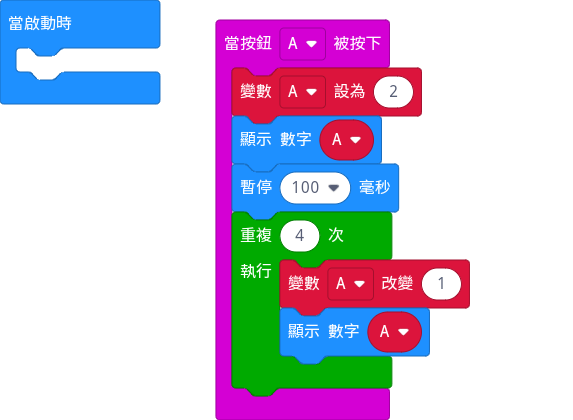 當啟動時
當按鈕 A 被按下
變數 A 設為 2
顯示 數字 A
暫停 100 毫秒
重複 4 次
執行
變數 A 改變 1
顯示 數字 A